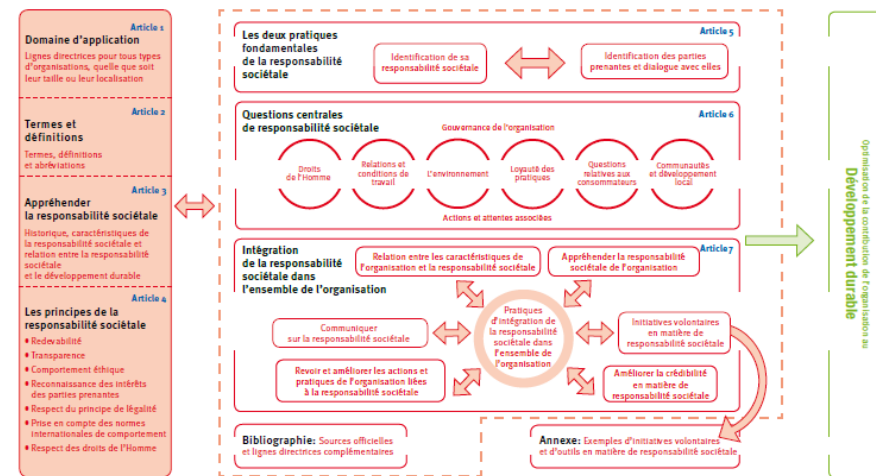 Article 1
Domaine d'application
Lignes directrices pour tous types
d'organisations, quelle que soit
leur taille ou leur localisation
Article 2
Termes et
définitions
Termes, définitions
et abréviations
Article 3
Appréhender
la responsabilité sociétale
Historique, caractéristiques de
la responsabilité sociétale et
relation entre la responsabilité
sociétale
et le développement durable
Article 4
Les principes de la
responsabilité sociétale
• Redevabilité
• Transparence
• Comportement éthique
• Reconnaissance des intérêts
des parties prenantes
• Respect du principe de légalité
• Prise en compte des normes
internationales de comportement
• Respect des droits de l'Homme
Article 5
Les deux pratiques
fondamentales
de la responsabilité
sociétale
Identification de sa
responsabilité sociétale
Identification des parties
prenantes et dialogue avec elles
Article 6
Questions centrales
de responsabilité sociétale
Gouvernance de l'organisation
Droits
de l'Homme
Relations et
conditions de
travail
L'environnement
Loyauté des
pratiques
Questions
relatives aux
consommateurs
Communautés
et développement
local
Actions et attentes associées
Article 7
Intégration
de la responsabilité
sociétale dans
l'ensemble de l'organisation
Relation entre les caractéristiques de
l'organisation et la responsabilité sociétale
Appréhender la responsabilité
sociétale de l'organisation
Communiquer
sur la responsabilité sociétale
Pratiques
d'intégration de
la responsabilité
sociétale dans
l'ensemble de
l'organisation
Initiatives volontaires
en matière de
responsabilité sociétale
Revoir et améliorer les actions et
pratiques de l'organisation liées
à la responsabilité sociétale
Améliorer la crédibilité
en matière de
responsabilité sociétale
Bibliographie: Sources officielles
et lignes directrices complémentaires
Annexe: Exemples d'initiatives volontaires
et d'outils en matière de responsabilité sociétale
Optimisation de la contribution de l'organisation au
Développement durable